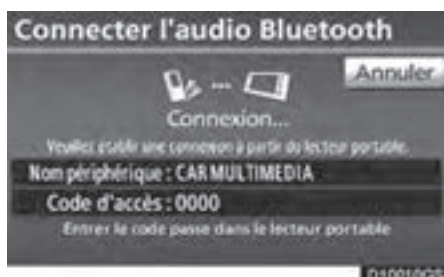 Connecter l'audio Bluetooth
Annuler
Connexion...
Veuillez établir une connexion à partir du lecteur portable.
Nom périphérique : CAR MULTIMEDIA
Code d'accès : 0000
Entrer le code passe dans le lecteur portable